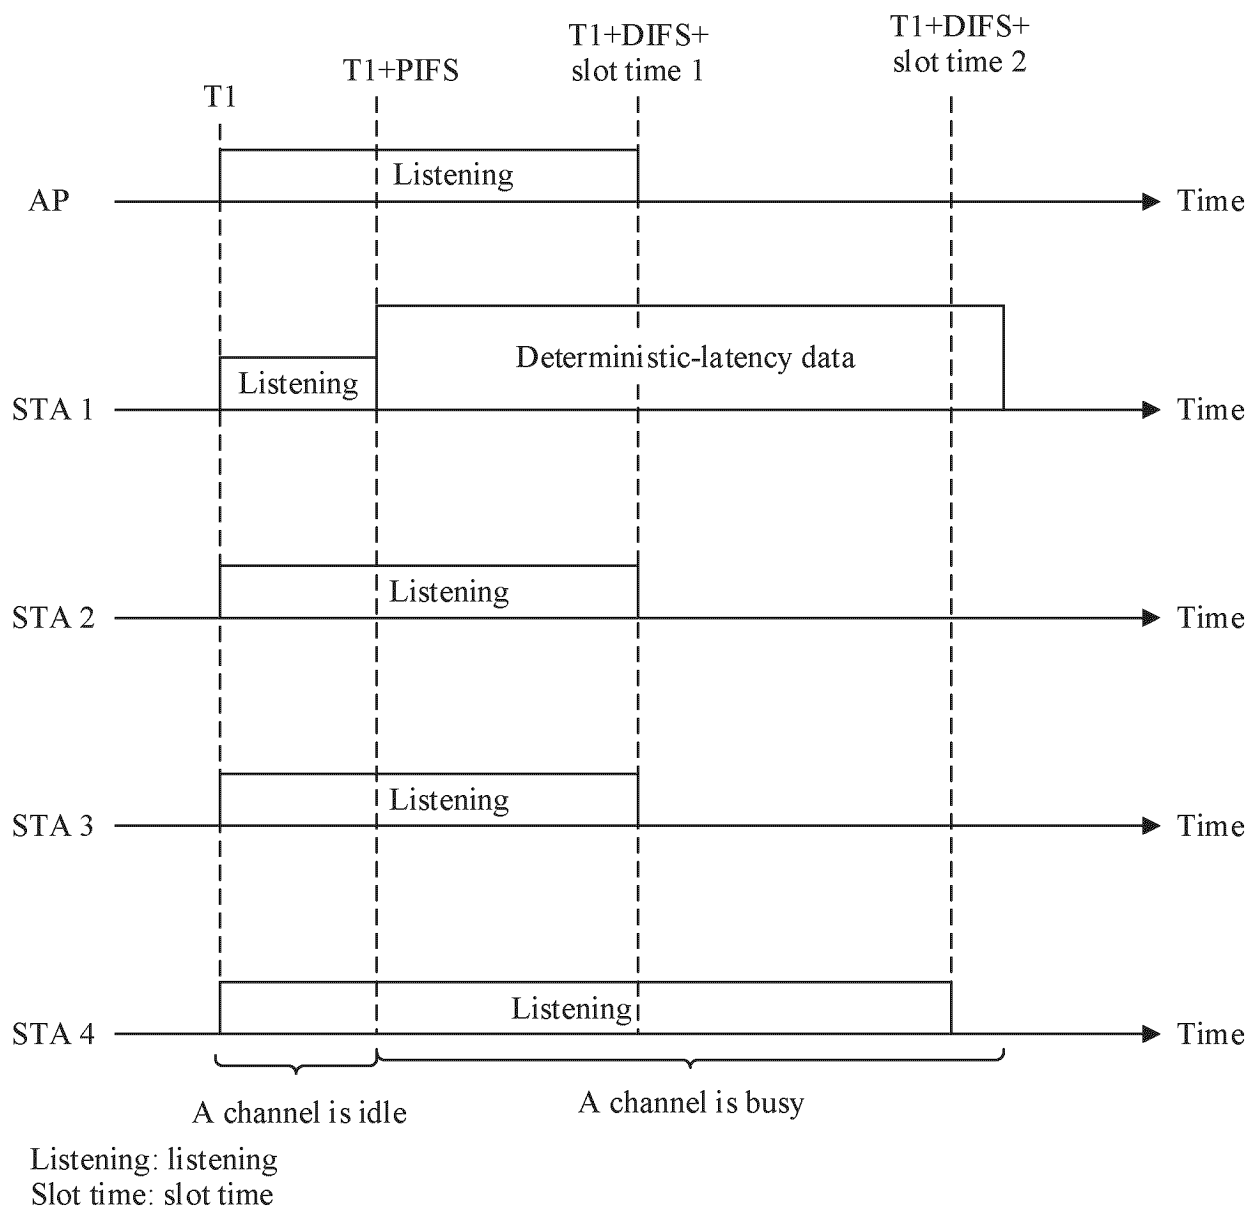 T1
T1+PIFS
T1+DIFS+
slot time 1
T1+DIFS+
slot time 2
AP
Listening
Time
STA 1
Listening
Deterministic-latency data
Time
STA 2
Listening
Time
STA 3
Listening
Time
STA 4
Listening
Time
A channel is idle
A channel is busy
Listening: listening
Slot time: slot time